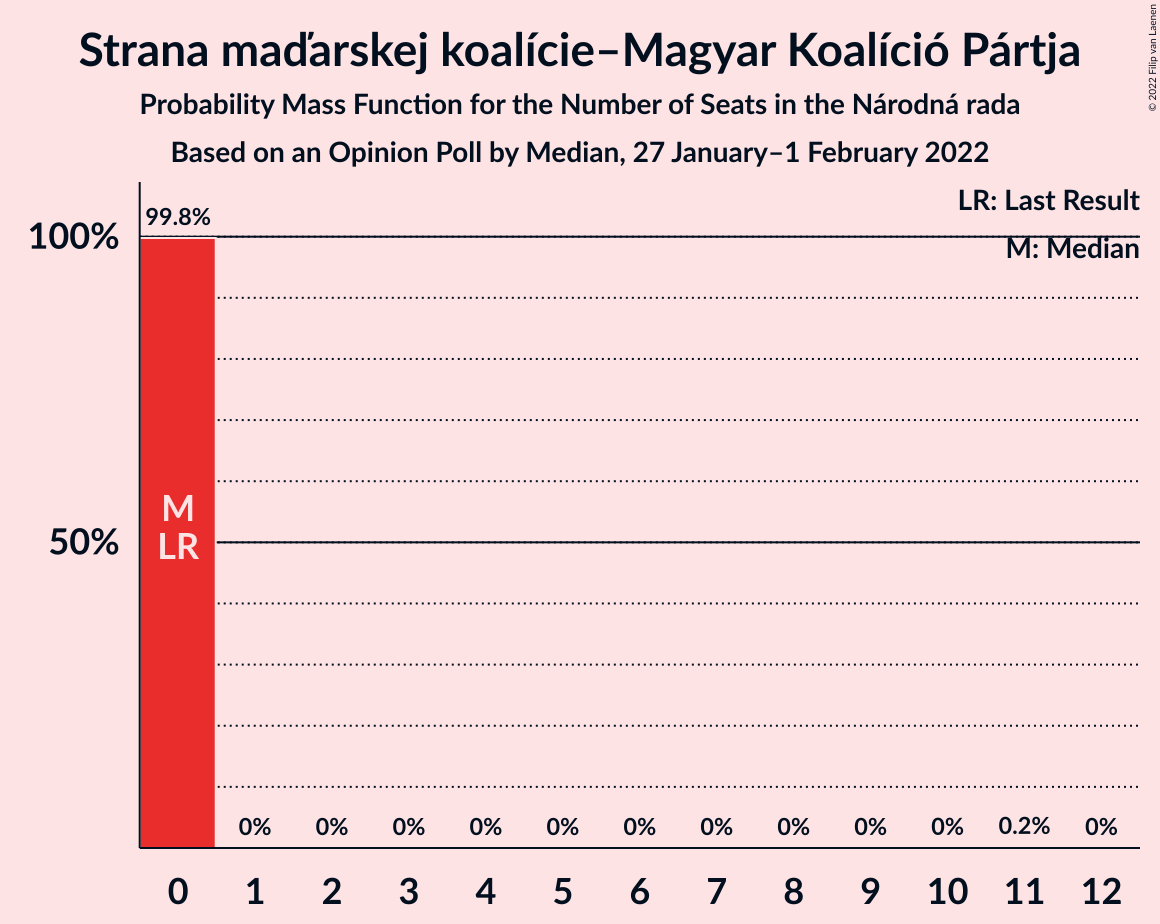 Strana maďarskej koalície–Magyar Koalíció Pártja
Probability Mass Function for the Number of Seats in the Národná rada
Based on an Opinion Poll by Median, 27 January–1 February 2022
© 2022 Filip van Laenen
LR: Last Result
M: Median
99.8%
100%
50%
M
LR
0% 0% 0% 0% 0% 0% 0% 0% 0% 0% 0.2% 0%
0 1 2 3 4 5 6 7 8 9 10 11 12